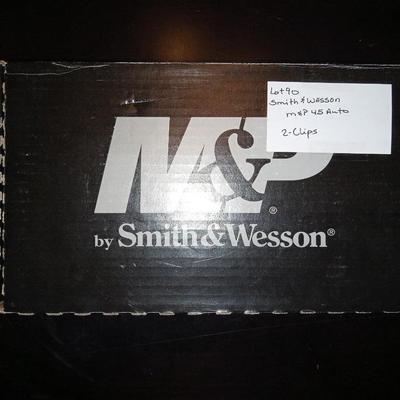 Lot 90
Smith & Wesson
M&P 45 Auto
2-Clips
M&P®
by Smith & Wesson®